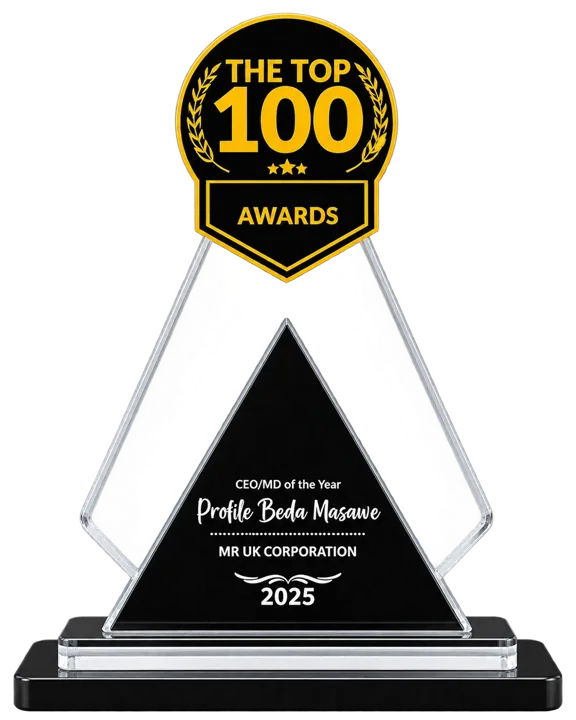 THE TOP
100
AWARDS
CEO/MD of the Year
Profile Beda Masawe
MR UK CORPORATION
2025